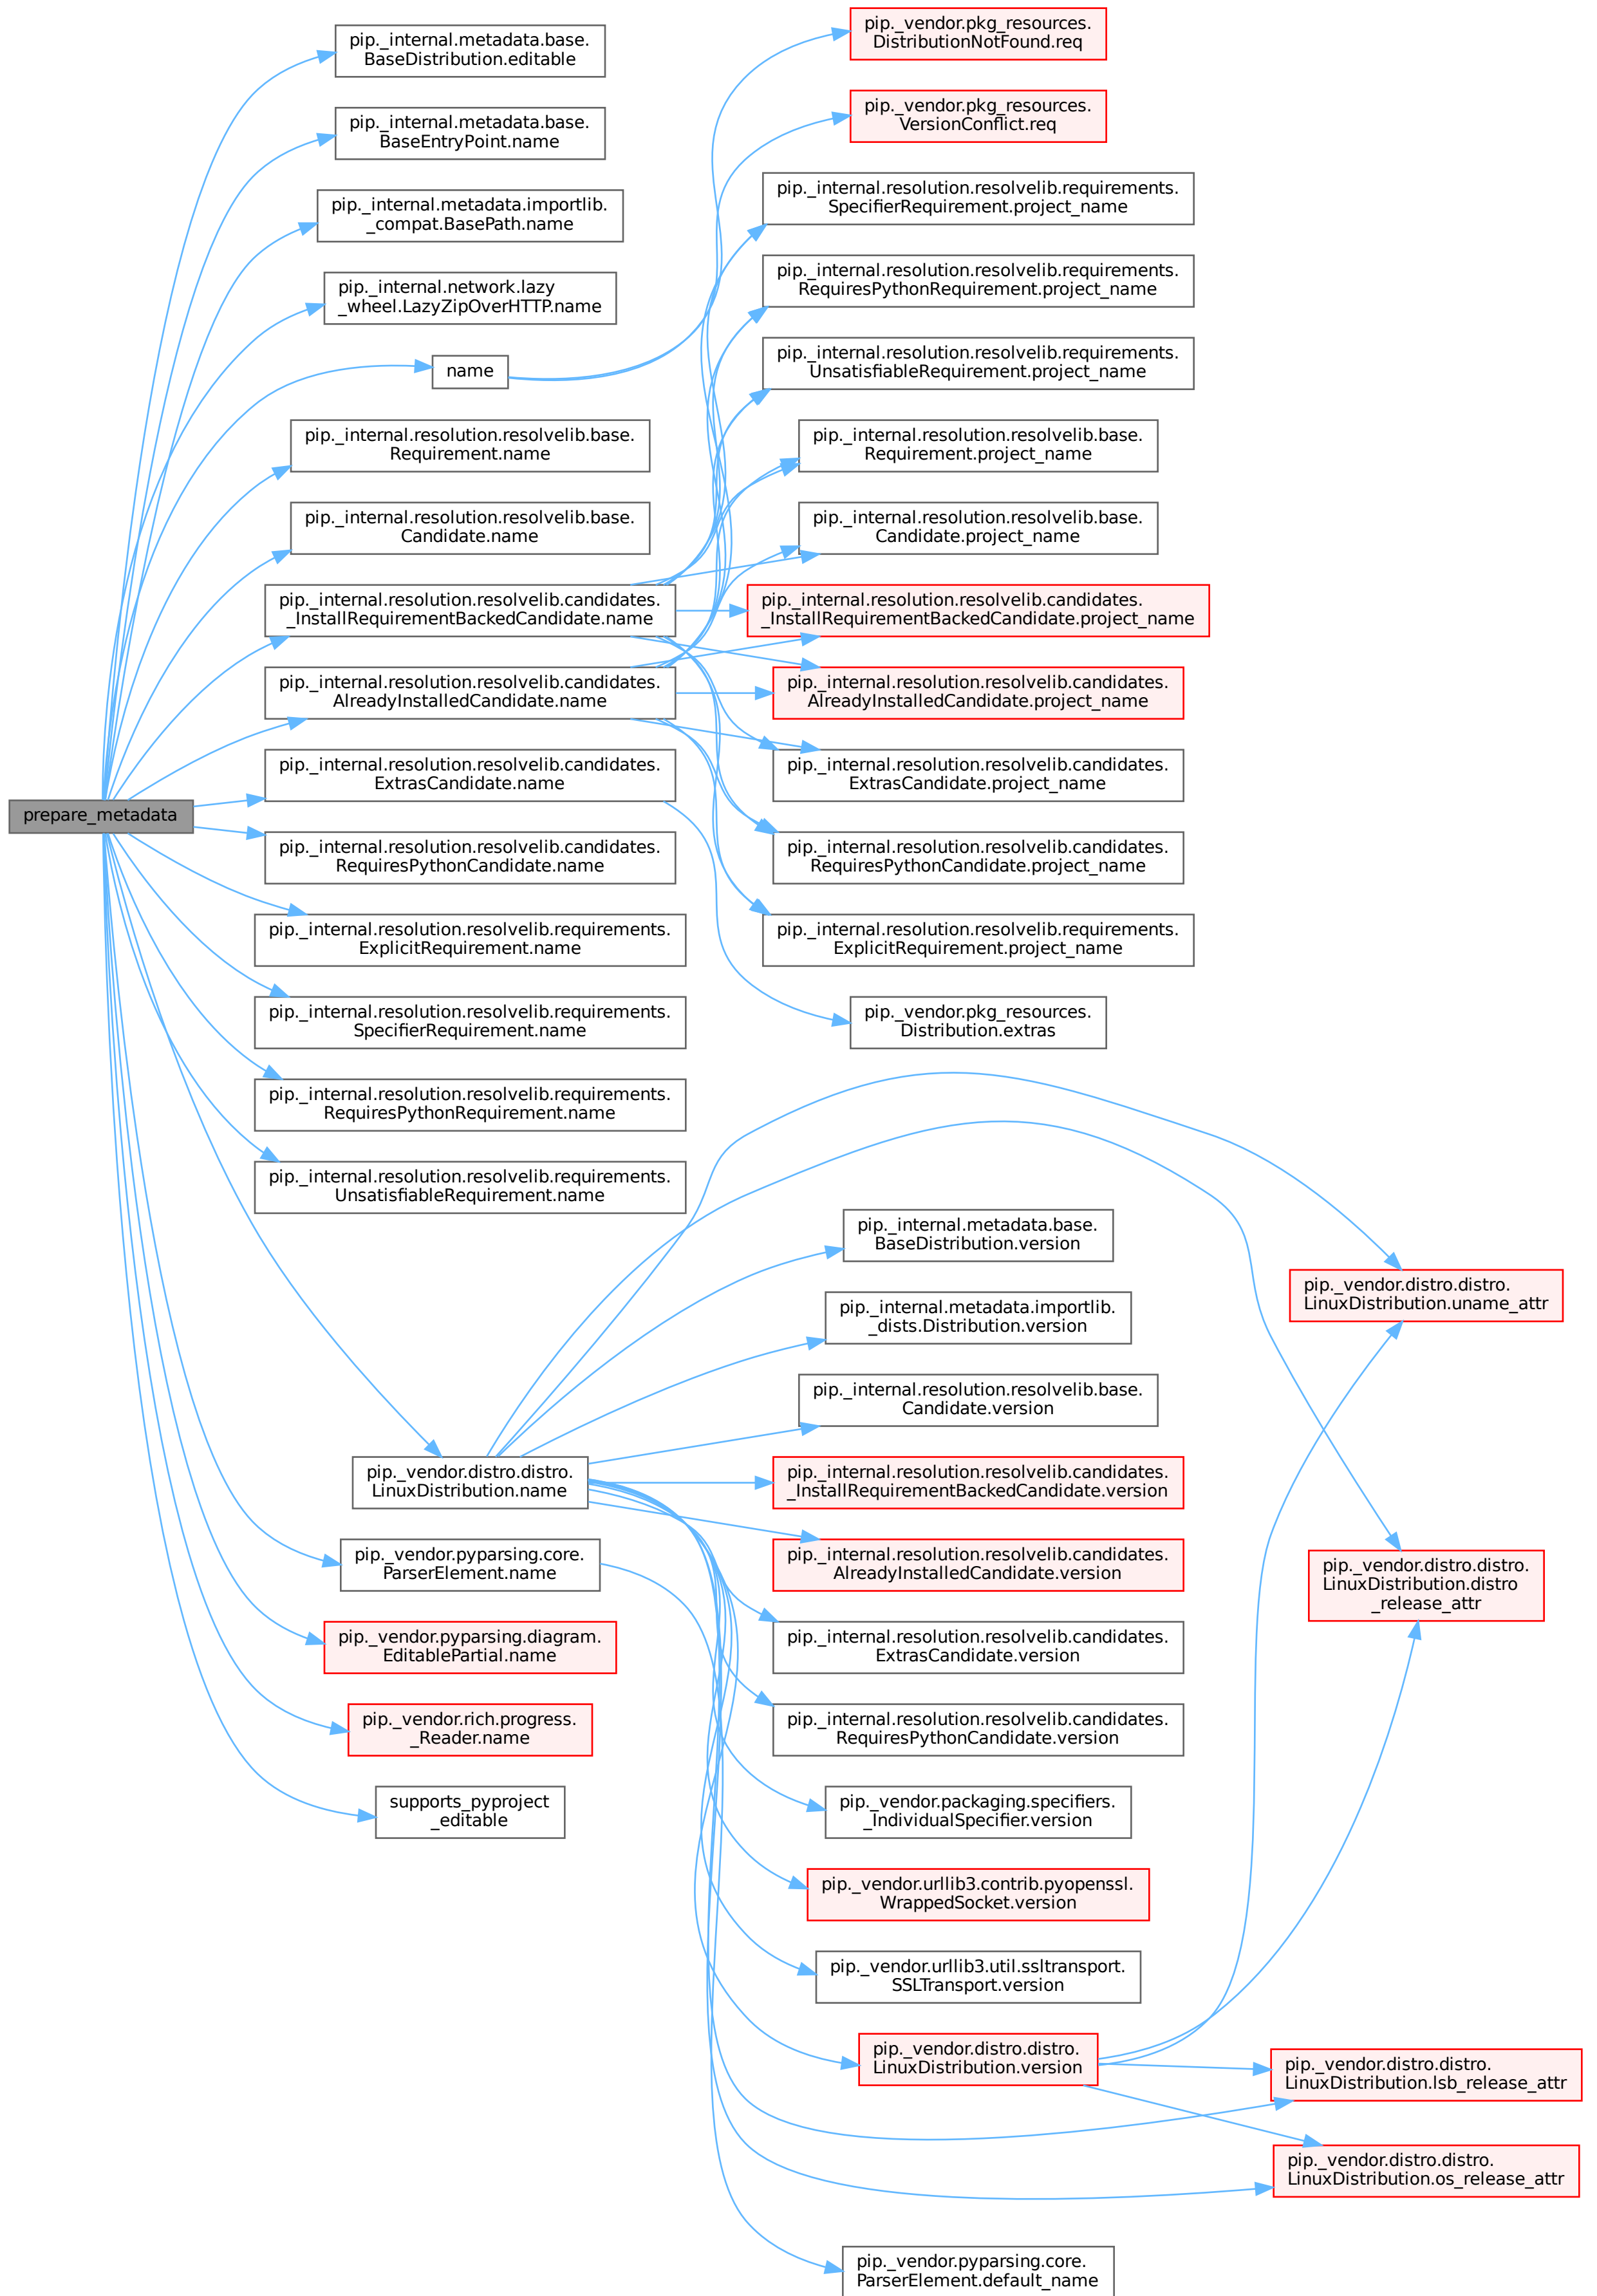 prepare_metadata
pip._internal.metadata.base.
BaseDistribution.editable
pip._internal.metadata.base.
BaseEntryPoint.name
pip._internal.metadata.importlib.
_compat.BasePath.name
pip._internal.network.lazy
_wheel.LazyZipOverHTTP.name
name
pip._internal.resolution.resolvelib.base.
Requirement.name
pip._internal.resolution.resolvelib.base.
Candidate.name
pip._internal.resolution.resolvelib.candidates.
_InstallRequirementBackedCandidate.name
pip._internal.resolution.resolvelib.candidates.
AlreadyInstalledCandidate.name
pip._internal.resolution.resolvelib.candidates.
ExtrasCandidate.name
pip._internal.resolution.resolvelib.candidates.
RequiresPythonCandidate.name
pip._internal.resolution.resolvelib.requirements.
ExplicitRequirement.name
pip._internal.resolution.resolvelib.requirements.
SpecifierRequirement.name
pip._internal.resolution.resolvelib.requirements.
RequiresPythonRequirement.name
pip._internal.resolution.resolvelib.requirements.
UnsatisfiableRequirement.name
pip._vendor.distro.distro.
LinuxDistribution.name
pip._vendor.pyparsing.core.
ParserElement.name
pip._vendor.pyparsing.diagram.
EditablePartial.name
pip._vendor.rich.progress.
_Reader.name
supports_pyproject
_editable
pip._vendor.pkg_resources.
DistributionNotFound.req
pip._vendor.pkg_resources.
VersionConflict.req
pip._internal.resolution.resolvelib.requirements.
SpecifierRequirement.project_name
pip._internal.resolution.resolvelib.requirements.
RequiresPythonRequirement.project_name
pip._internal.resolution.resolvelib.requirements.
UnsatisfiableRequirement.project_name
pip._internal.resolution.resolvelib.base.
Requirement.project_name
pip._internal.resolution.resolvelib.base.
Candidate.project_name
pip._internal.resolution.resolvelib.candidates.
_InstallRequirementBackedCandidate.project_name
pip._internal.resolution.resolvelib.candidates.
AlreadyInstalledCandidate.project_name
pip._internal.resolution.resolvelib.candidates.
ExtrasCandidate.project_name
pip._internal.resolution.resolvelib.candidates.
RequiresPythonCandidate.project_name
pip._internal.resolution.resolvelib.requirements.
ExplicitRequirement.project_name
pip._vendor.pkg_resources.
Distribution.extras
pip._internal.metadata.base.
BaseDistribution.version
pip._internal.metadata.importlib.
_dists.Distribution.version
pip._internal.resolution.resolvelib.base.
Candidate.version
pip._internal.resolution.resolvelib.candidates.
_InstallRequirementBackedCandidate.version
pip._internal.resolution.resolvelib.candidates.
AlreadyInstalledCandidate.version
pip._internal.resolution.resolvelib.candidates.
ExtrasCandidate.version
pip._internal.resolution.resolvelib.candidates.
RequiresPythonCandidate.version
pip._vendor.packaging.specifiers.
_IndividualSpecifier.version
pip._vendor.urllib3.contrib.pyopenssl.
WrappedSocket.version
pip._vendor.urllib3.util.ssltransport.
SSLTransport.version
pip._vendor.distro.distro.
LinuxDistribution.version
pip._vendor.pyparsing.core.
ParserElement.default_name
pip._vendor.distro.distro.
LinuxDistribution.uname_attr
pip._vendor.distro.distro.
LinuxDistribution.distro
_release_attr
pip._vendor.distro.distro.
LinuxDistribution.lsb_release_attr
pip._vendor.distro.distro.
LinuxDistribution.os_release_attr